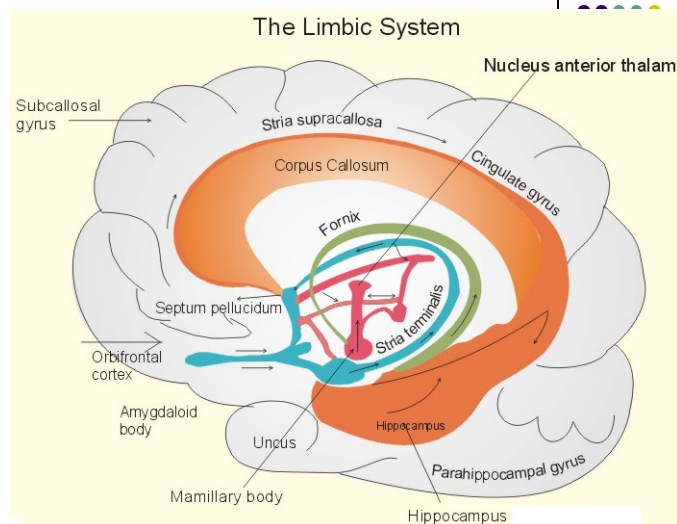 The Limbic System
Nucleus anterior thalam
Subcallosal
gyrus
Stria supracallosa
Corpus Callosum
Cingulate gyrus
Fornix
Septum pellucidum
Stria terminalis
Orbifrontal
cortex
Amygdaloid
body
Hippocampus
Uncus
Parahippocampal gyrus
Mamillary body
Hippocampus